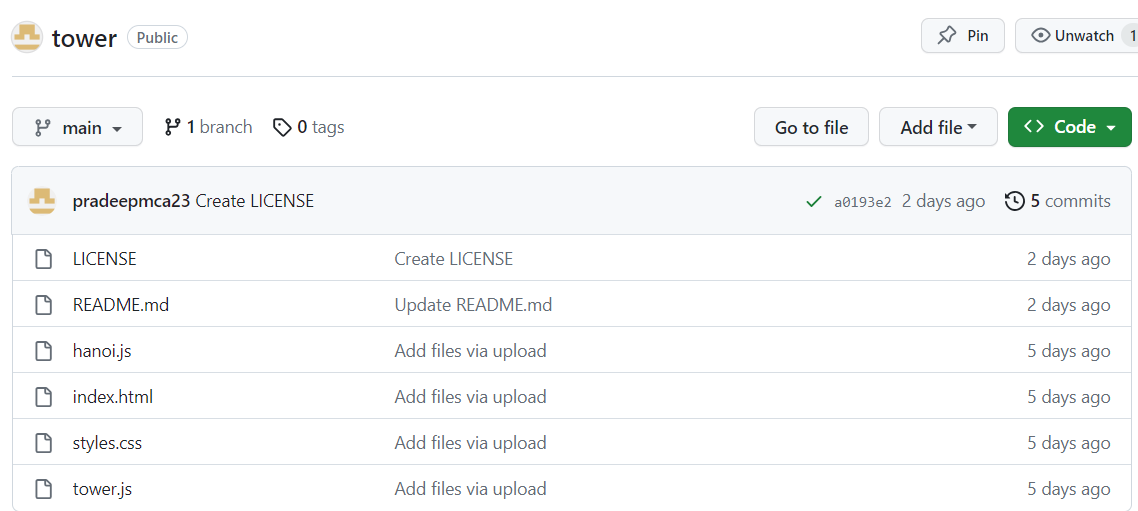 tower Public Pin Unwatch 1
main 1 branch 0 tags Go to file Add file Code
pradeepmca23 Create LICENSE a0193e2 2 days ago 5 commits
LICENSE Create LICENSE 2 days ago
README.md Update README.md 2 days ago
hanoi.js Add files via upload 5 days ago
index.html Add files via upload 5 days ago
styles.css Add files via upload 5 days ago
tower.js Add files via upload 5 days ago